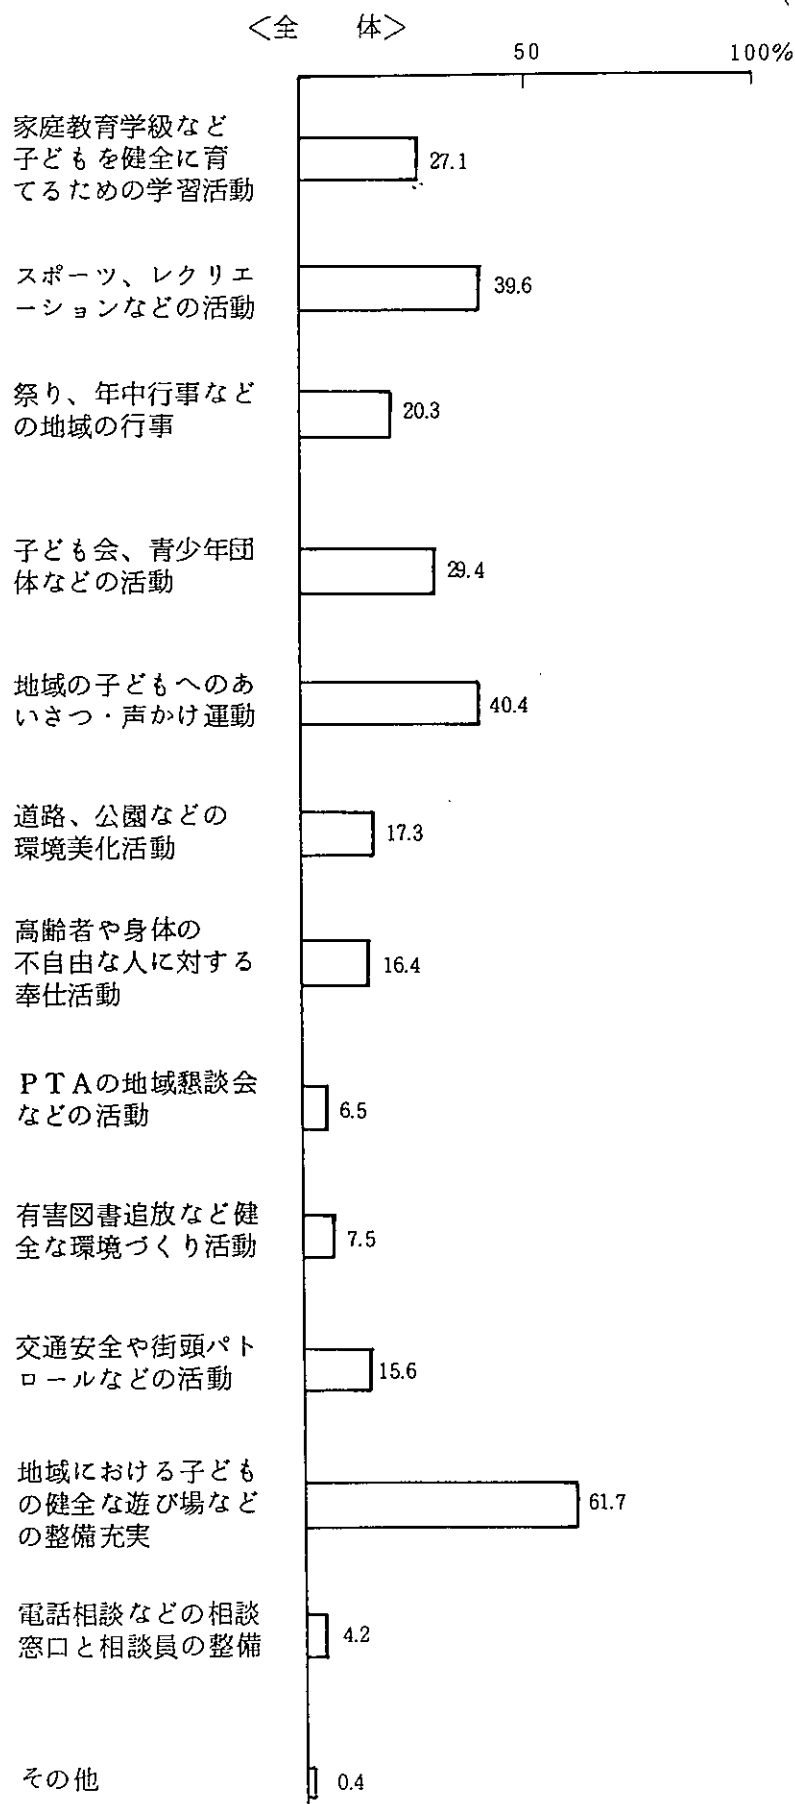 ＜全　体＞
50　100%
家庭教育学級など
子どもを健全に育
てるための学習活動
27.1
スポーツ、レクリエ
ーションなどの活動
39.6
祭り、年中行事など
の地域の行事
20.3
子ども会、青少年団
体などの活動
29.4
地域の子どもへのあ
いさつ・声かけ運動
40.4
道路、公園などの
環境美化活動
17.3
高齢者や身体の
不自由な人に対する
奉仕活動
16.4
PTAの地域懇談会
などの活動
6.5
有害図書追放など健
全な環境づくり活動
7.5
交通安全や街頭パト
ロールなどの活動
15.6
地域における子ども
の健全な遊び場など
の整備充実
61.7
電話相談などの相談
窓口と相談員の整備
4.2
その他
0.4